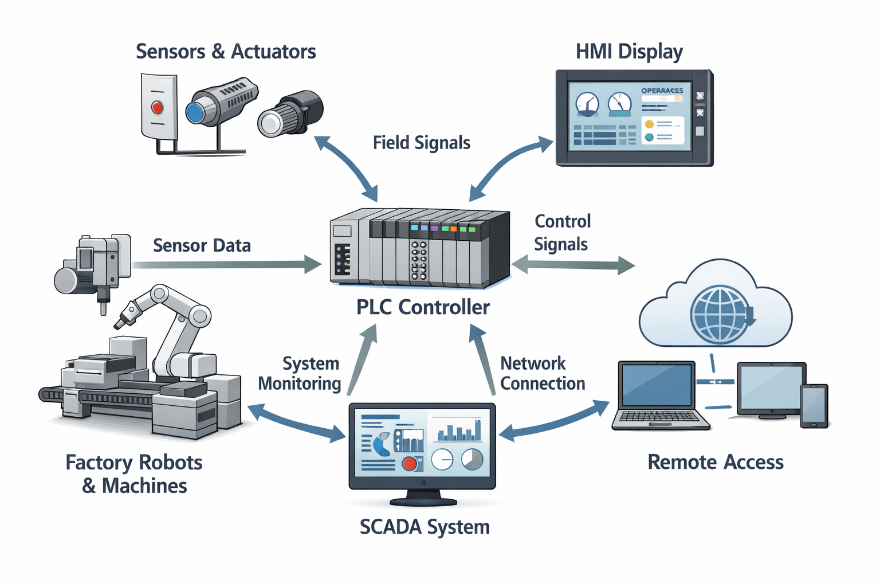 Sensors & Actuators
HMI Display
OPERAACES
Field Signals
Sensor Data
Control
Signals
PLC Controller
System
Monitoring
Network
Connection
Factory Robots
& Machines
Remote Access
SCADA System